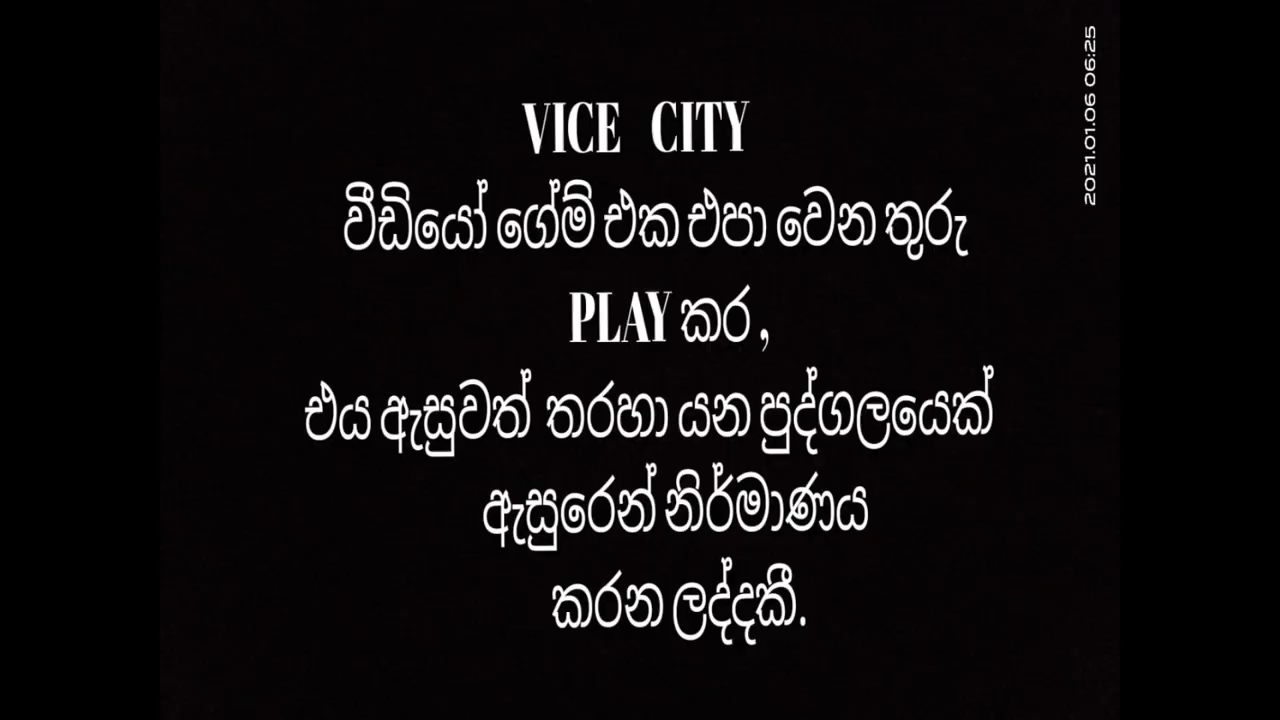 VICE CITY
වීඩියෝ ගේම් එක එපා වෙන තුරු
PLAY කර ,
එය ඇසුවත් තරහා යන පුද්ගලයෙක්
ඇසුරෙන් නිර්මාණය
කරන ලද්දකී.
2021.01.06 06:25